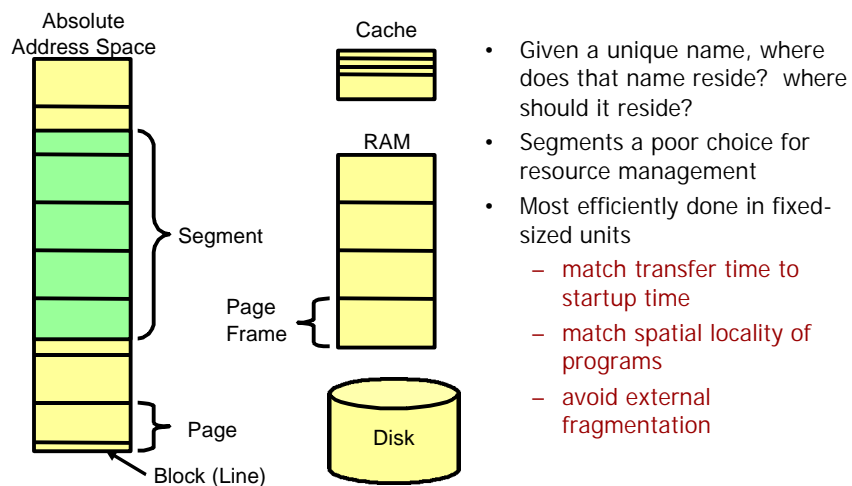 Absolute
Address Space
Segment
Page
Block (Line)
Cache
RAM
Page
Frame
Disk
• Given a unique name, where
does that name reside? where
should it reside?
• Segments a poor choice for
resource management
• Most efficiently done in fixed-
sized units
– match transfer time to
startup time
– match spatial locality of
programs
– avoid external
fragmentation